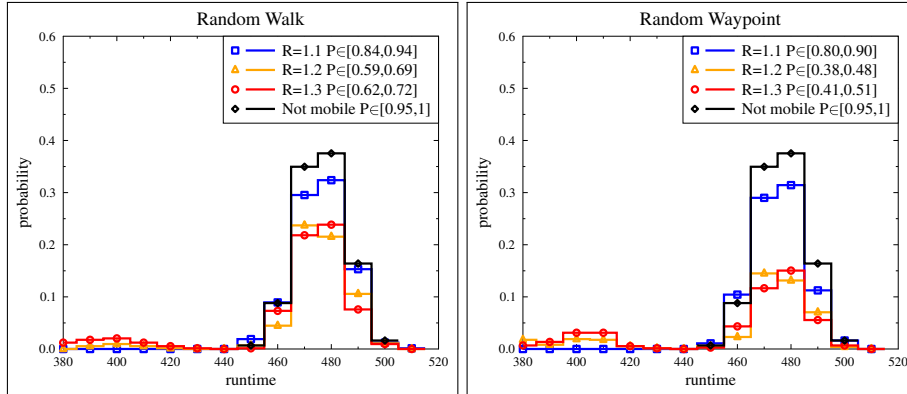 Random Walk
0.6
0.5
0.4
0.3
0.2
0.1
0.0
probability
R=1.1 P∈[0.84,0.94]
R=1.2 P∈[0.59,0.69]
R=1.3 P∈[0.62,0.72]
Not mobile P∈[0.95,1]
380 400 420 440 460 480 500 520
runtime
Random Waypoint
0.6
0.5
0.4
0.3
0.2
0.1
0.0
probability
R=1.1 P∈[0.80,0.90]
R=1.2 P∈[0.38,0.48]
R=1.3 P∈[0.41,0.51]
Not mobile P∈[0.95,1]
380 400 420 440 460 480 500 520
runtime